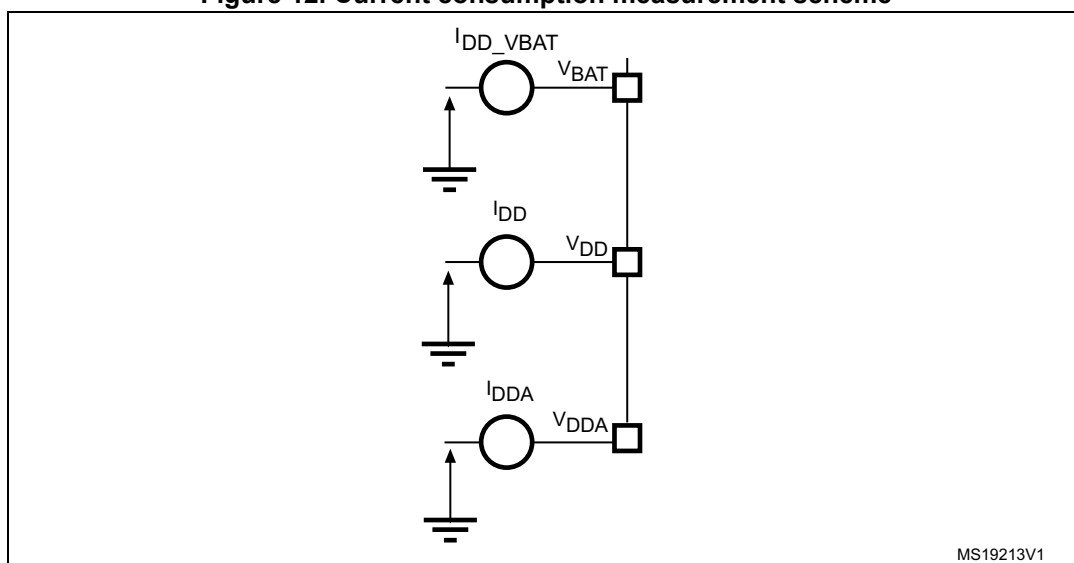 Figure 12. Current consumption measurement scheme
IDD_VBAT
VBAT
IDD
VDD
IDDA
VDDA
MS19213V1